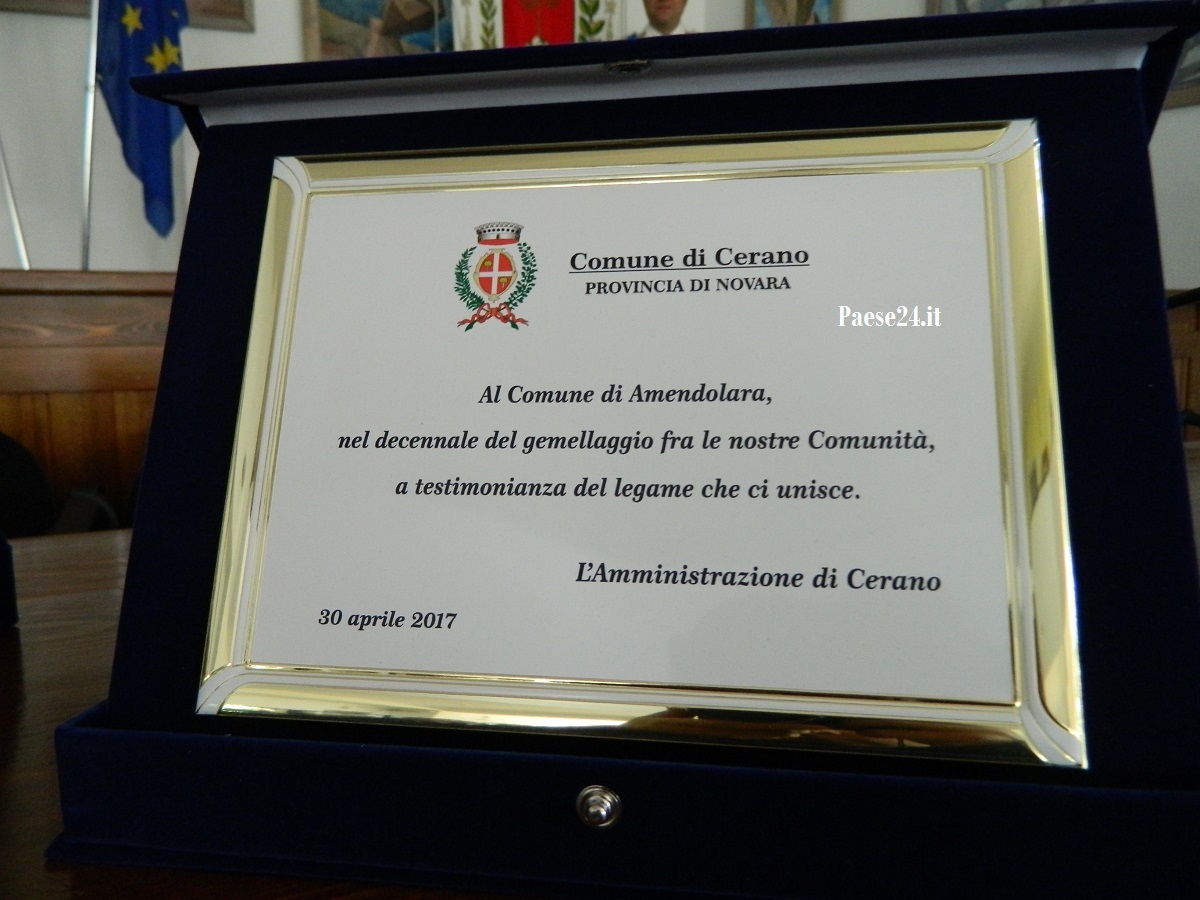 Comune di Cerano
PROVINCIA DI NOVARA
Paese24.it
Al Comune di Amendolara,
nel decennale del gemellaggio fra le nostre Comunità,
a testimonianza del legame che ci unisce.
L'Amministrazione di Cerano
30 aprile 2017